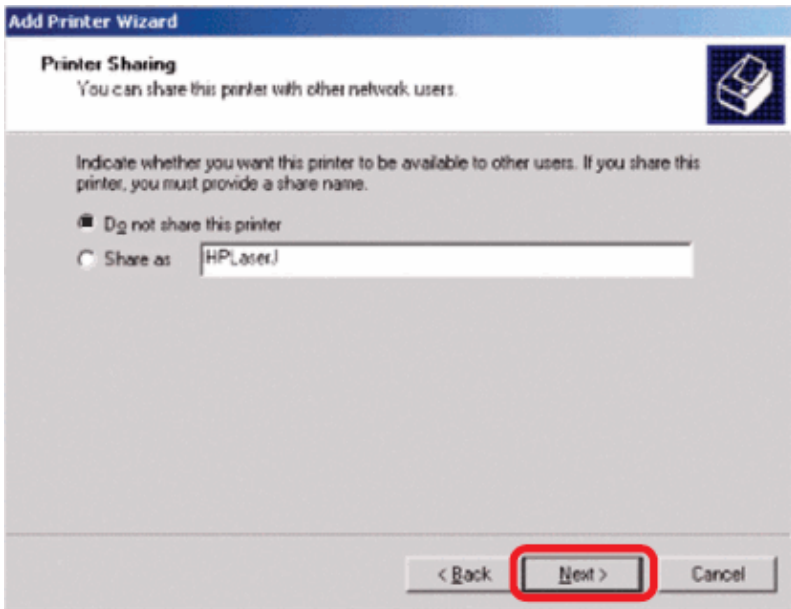 Add Printer Wizard
Printer Sharing
You can share this printer with other network users.
Indicate whether you want this printer to be available to other users. If you share this
printer, you must provide a share name.
Do not share this printer
Share as HPLaserJ
< Back Next > Cancel